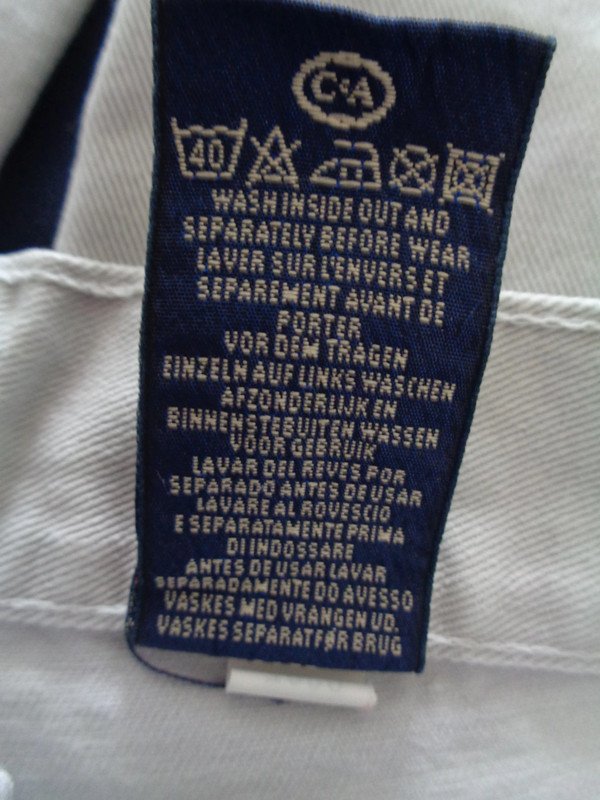 C&A
40
WASH INSIDE OUT AND
SEPARATELY BEFORE WEAR
LAVER SUR L'ENVERS ET
SEPAREMENT AVANT DE
PORTER
VOR DEM TRAGEN
EINZELN AUF LINKS WASCHEN
AFZONDERLIJK EN
BINNENSTEBUITEN WASSEN
VOOR GEBRUIK
LAVAR DEL REVES POR
SEPARADO ANTES DE USAR
LAVARE AL ROVESCIO
E SEPARATAMENTE PRIMA
DI INDOSSARE
ANTES DE USAR LAVAR
SEPARADAMENTE DO AVESSO
VASKES MED VRANGEN UD.
VASKES SEPARAT FØR BRUG